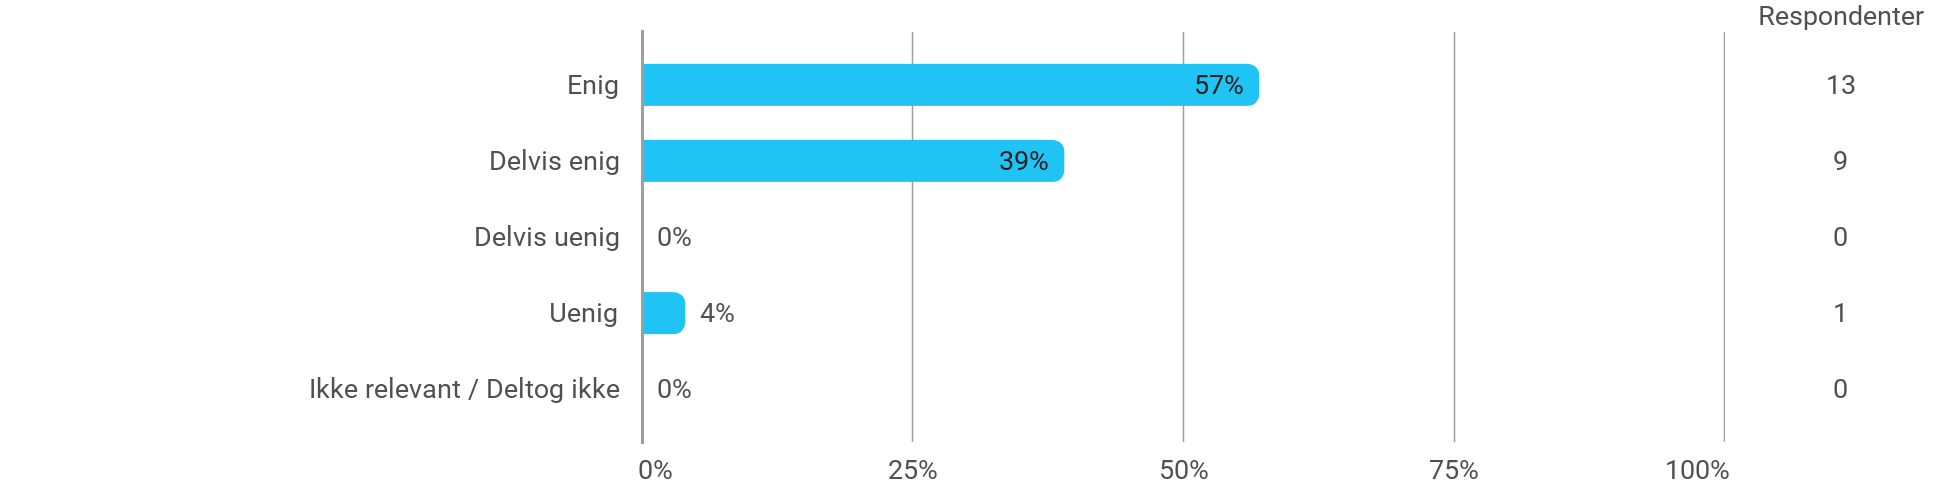 Respondenter
Enig 57% 13
Delvis enig 39% 9
Delvis uenig 0% 0
Uenig 4% 1
Ikke relevant / Deltog ikke 0% 0
0% 25% 50% 75% 100%